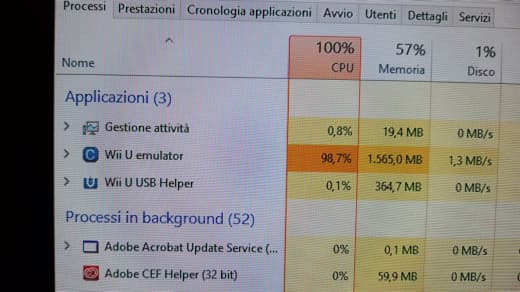 Processi Prestazioni Cronologia applicazioni Avvio Utenti Dettagli Servizi
100% 57% 1%
Nome CPU Memoria Disco
Applicazioni (3)
Gestione attività 0,8% 19,4 MB 0 MB/s
Wii U emulator 98,7% 1.565,0 MB 1,3 MB/s
Wii U USB Helper 0,1% 364,7 MB 0 MB/s
Processi in background (52)
Adobe Acrobat Update Service (... 0% 0,1 MB 0 MB/s
Adobe CEF Helper (32 bit) 0% 59,9 MB 0 MB/s